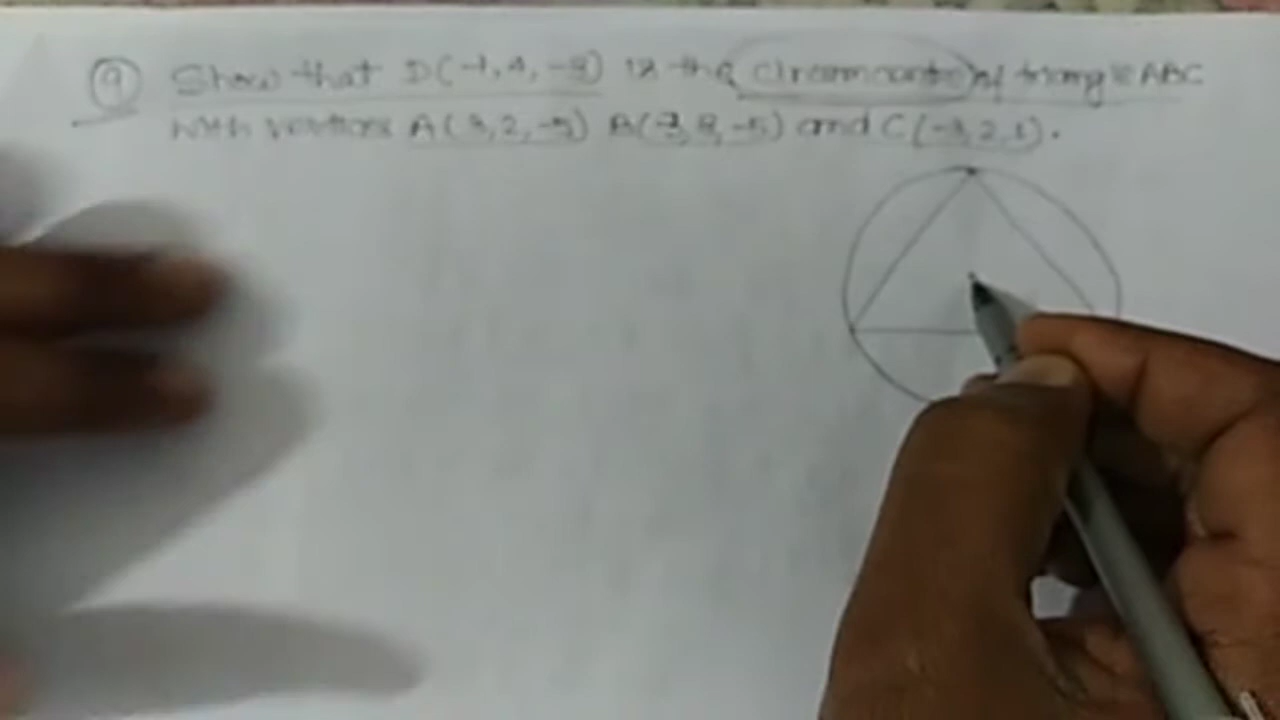 9 Show that D(-1, 4, -3) is the circumcentre of triangle ABC
with vertices A(3, 2, -5) B(-3, 8, -5) and C(-3, 2, 1).